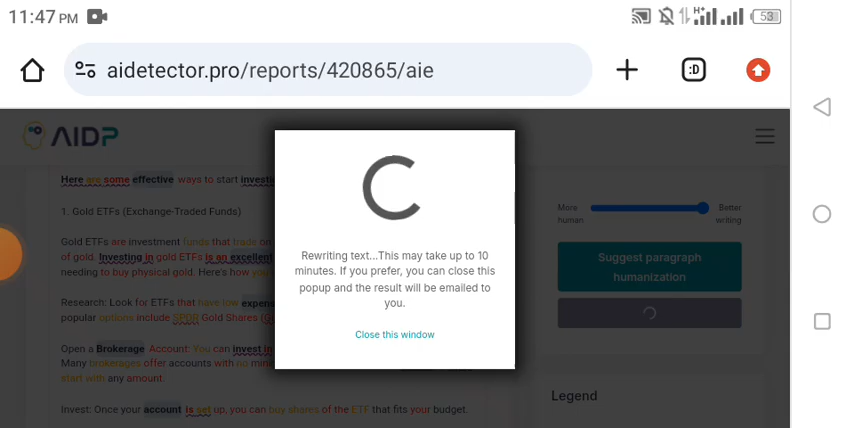 11:47 PM
H+
53
aidetector.pro/reports/420865/aie
:D
AIDP
Here are some effective ways to start
1. Gold ETFs (Exchange-Traded Funds)
Gold ETFs are investment funds that trade on
of gold. Investing in gold ETFs is an excellent
needing to buy physical gold. Here's how you
Research: Look for ETFs that have low
popular options include SPDR Gold Shares
Open a Brokerage Account: You can invest in
Many brokerages offer accounts with no
start with any amount.
Invest: Once your account is set up, you can buy shares of the ETF that fits your budget.
Rewriting text...This may take up to 10
minutes. If you prefer, you can close this
popup and the result will be emailed to
you.
Close this window
More
human
Better
writing
Suggest paragraph
humanization
Legend